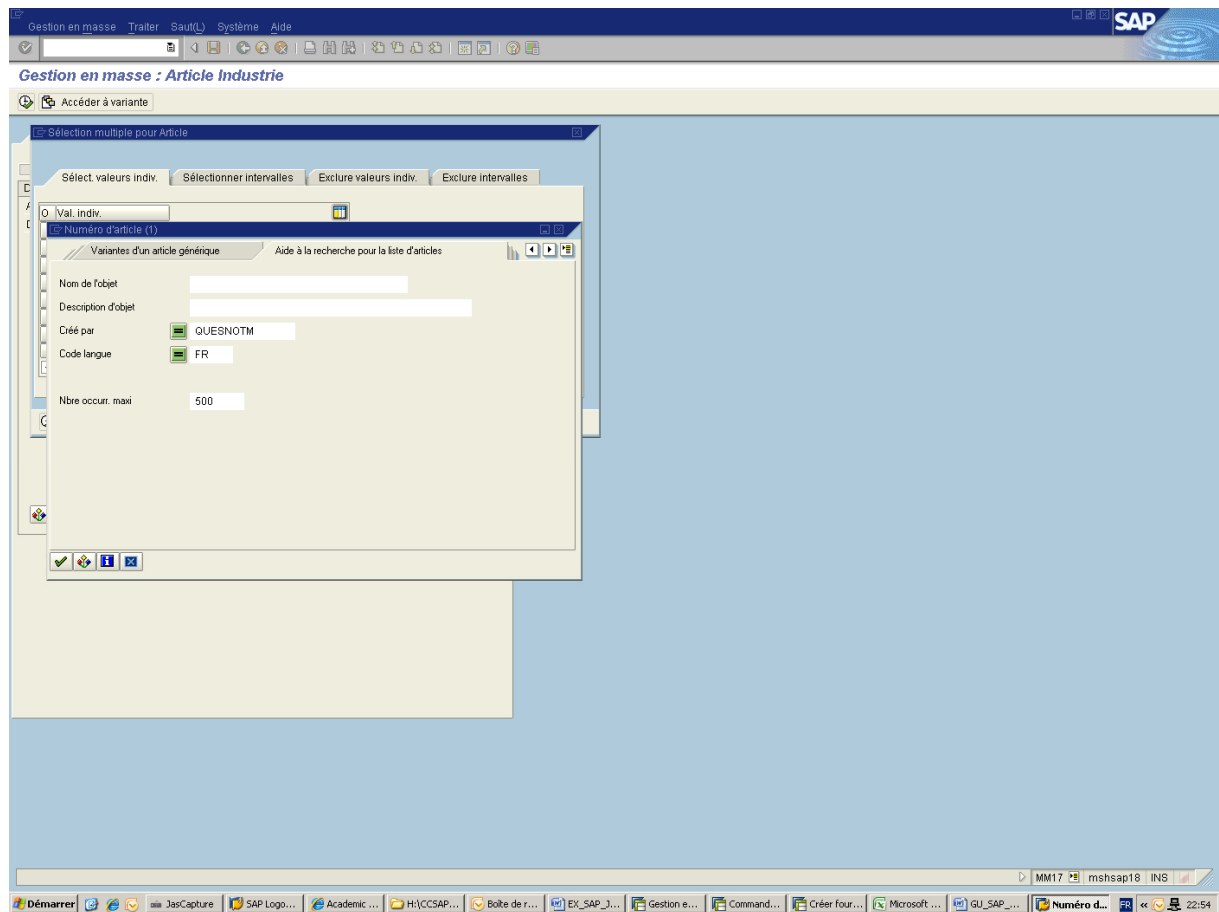 Gestion en masse Traiter Saut(L) Système Aide
SAP
Gestion en masse : Article Industrie
Accéder à variante
Sélection multiple pour Article
Sélect. valeurs indiv. Sélectionner intervalles Exclure valeurs indiv. Exclure intervalles
O Val. indiv.
Numéro d'article (1)
Variantes d'un article générique Aide à la recherche pour la liste d'articles
Nom de l'objet
Description d'objet
Créé par QUESNOTM
Code langue FR
Nbre occurr. maxi 500
MM17 mshsap18 INS
Démarrer JasCapture SAP Logo... Academic ... H:\CCSAP... Boîte de r... EX_SAP_J... Gestion e... Command... Créer four... Microsoft ... GU_SAP_... Numéro d... FR « 22:54